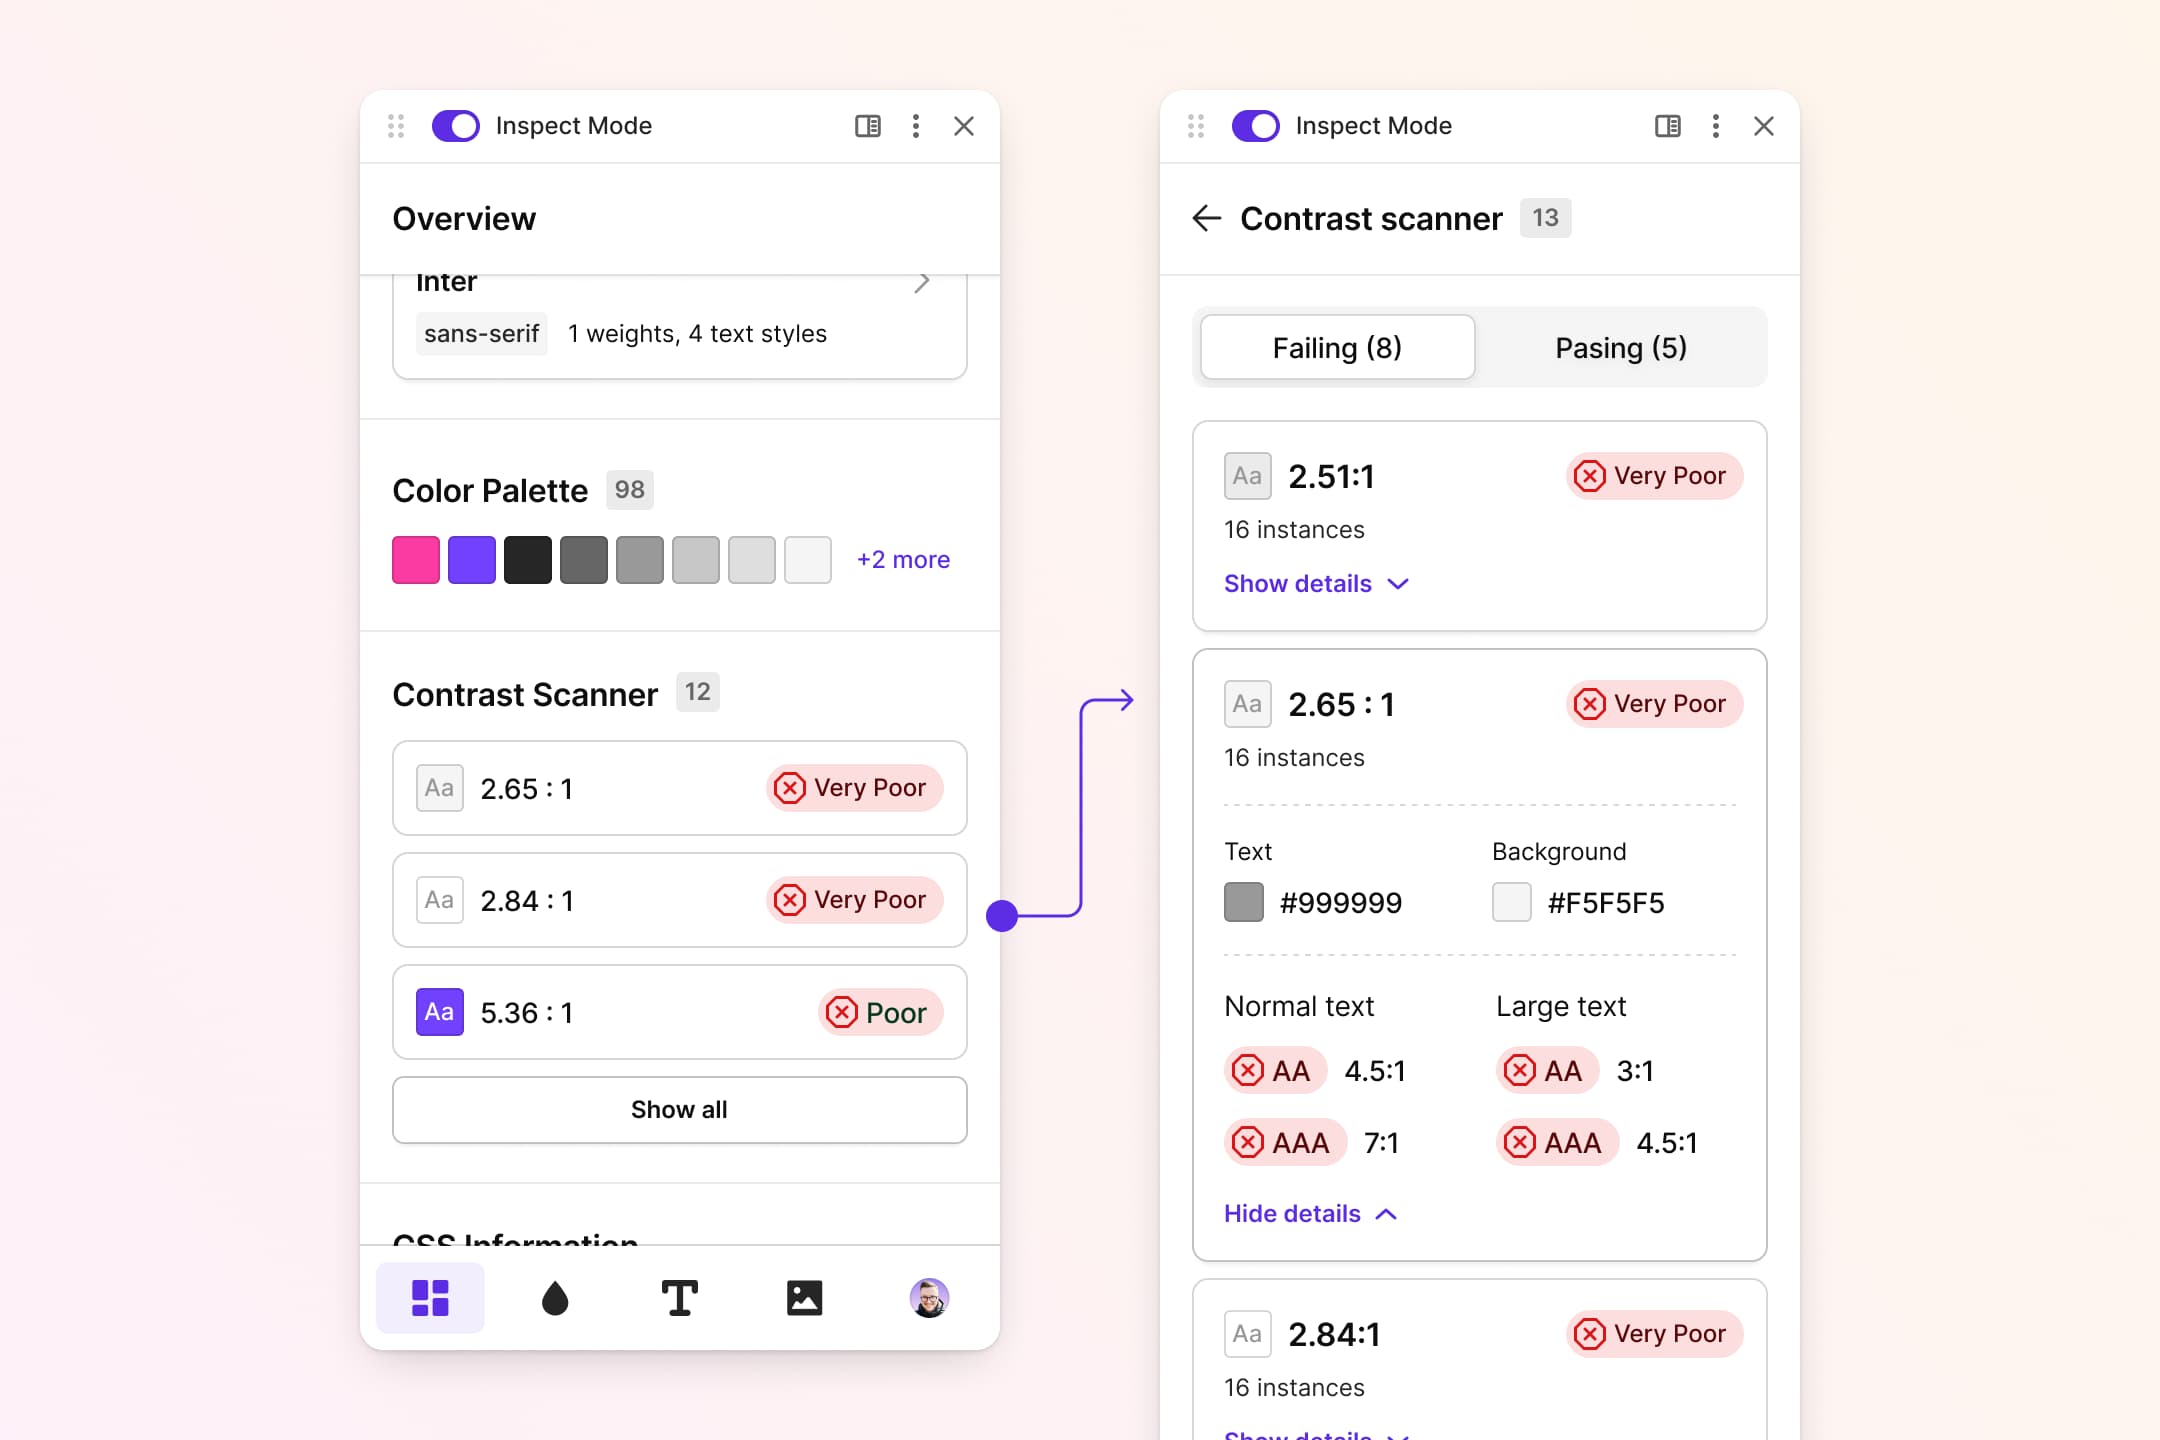 Inspect Mode
Overview
Inter
sans-serif 1 weights, 4 text styles
Color Palette 98
+2 more
Contrast Scanner 12
Aa 2.65 : 1 Very Poor
Aa 2.84 : 1 Very Poor
Aa 5.36 : 1 Poor
Show all
CSS Information
Inspect Mode
Contrast scanner 13
Failing (8) Pasing (5)
Aa 2.51:1 Very Poor
16 instances
Show details
Aa 2.65 : 1 Very Poor
16 instances
Text Background
#999999 #F5F5F5
Normal text Large text
AA 4.5:1 AA 3:1
AAA 7:1 AAA 4.5:1
Hide details
Aa 2.84:1 Very Poor
16 instances
Show details